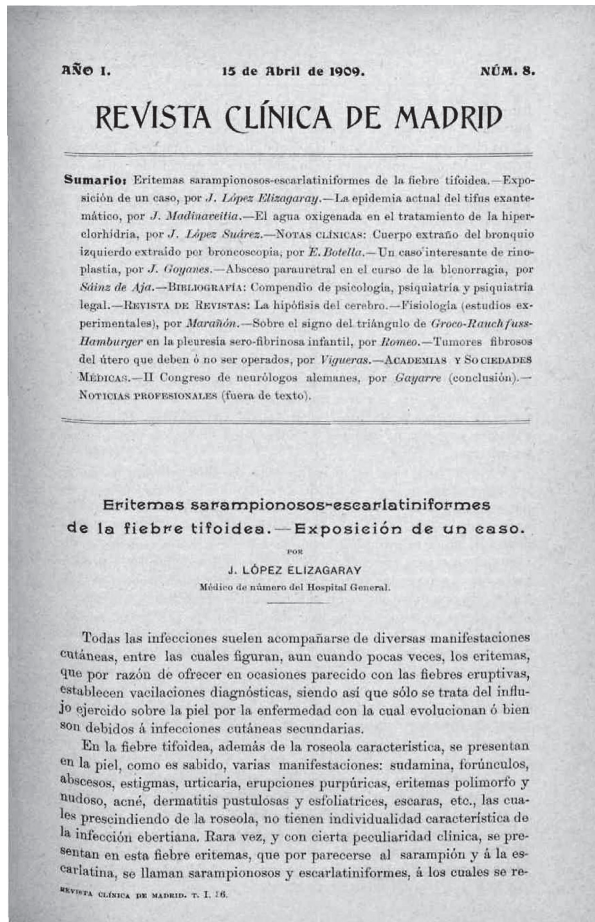 AÑO I. 15 de Abril de 1909. NÚM. 8.
REVISTA CLÍNICA DE MADRID
Sumario: Eritemas sarampionosos-escarlatiniformes de la fiebre tifoidea.—Expo-
sición de un caso, por J. López Elizagaray.—La epidemia actual del tifus exante-
mático, por J. Madinaveitia.—El agua oxigenada en el tratamiento de la hiper-
clorhidria, por J. López Suárez.—NOTAS CLÍNICAS: Cuerpo extraño del bronquio
izquierdo extraído por broncoscopia, por E. Botella.—Un caso interesante de rino-
plastia, por J. Goyanes.—Absceso parauretral en el curso de la blenorragia, por
Sáinz de Aja.—BIBLIOGRAFÍA: Compendio de psicología, psiquiatria y psiquiatria
legal.—REVISTA DE REVISTAS: La hipófisis del cerebro.—Fisiología (estudios ex-
perimentales), por Marañón.—Sobre el signo del triángulo de Groco-Rauchfuss-
Hamburger en la pleuresía sero-fibrinosa infantil, por Romeo.—Tumores fibrosos
del útero que deben ó no ser operados, por Vigueras.—ACADEMIAS Y SOCIEDADES
MÉDICAS.—II Congreso de neurólogos alemanes, por Gayarre (conclusión).—
NOTICIAS PROFESIONALES (fuera de texto).
Eritemas sarampionosos-escarlatiniformes
de la fiebre tifoidea.—Exposición de un caso.
POR
J. LÓPEZ ELIZAGARAY
Médico de número del Hospital General.
Todas las infecciones suelen acompañarse de diversas manifestaciones
cutáneas, entre las cuales figuran, aun cuando pocas veces, los eritemas,
que por razón de ofrecer en ocasiones parecido con las fiebres eruptivas,
establecen vacilaciones diagnósticas, siendo así que sólo se trata del influ-
jo ejercido sobre la piel por la enfermedad con la cual evolucionan ó bien
son debidos á infecciones cutáneas secundarias.
En la fiebre tifoidea, además de la roseola característica, se presentan
en la piel, como es sabido, varias manifestaciones: sudamina, forúnculos,
abscesos, estigmas, urticaria, erupciones purpúricas, eritemas polimorfo y
nudoso, acné, dermatitis pustulosas y esfoliatrices, escaras, etc., las cua-
les prescindiendo de la roseola, no tienen individualidad característica de
la infección ebertiana. Rara vez, y con cierta peculiaridad clínica, se pre-
sentan en esta fiebre eritemas, que por parecerse al sarampión y á la es-
carlatina, se llaman sarampionosos y escarlatiniformes, á los cuales se re-
REVISTA CLÍNICA DE MADRID. T. I. 16.